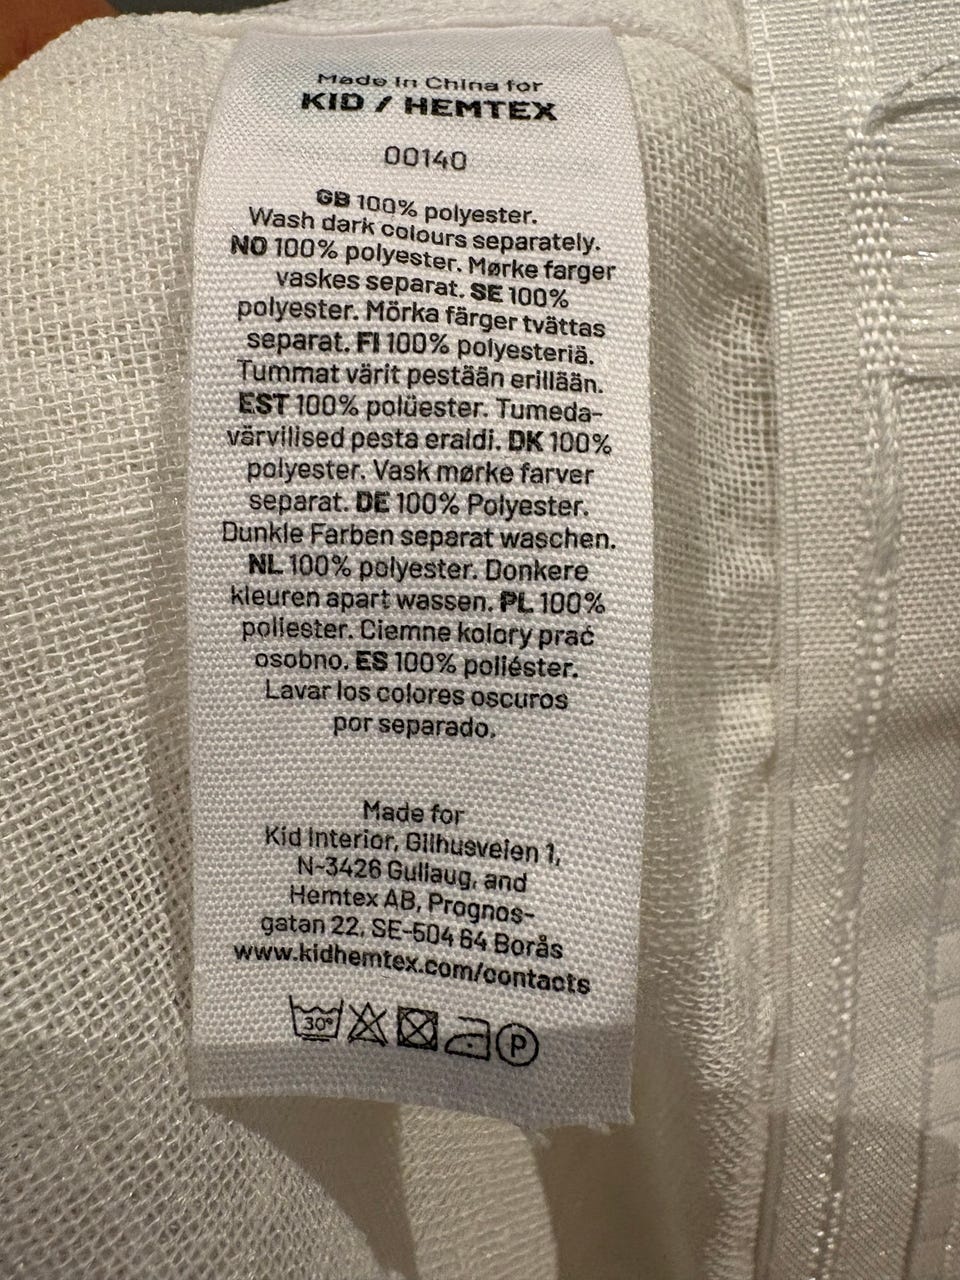 Made in China for
KID / HEMTEX
00140
GB 100% polyester.
Wash dark colours separately.
NO 100% polyester. Mørke farger
vaskes separat. SE 100%
polyester. Mörka färger tvättas
separat. FI 100% polyesteriä.
Tummat värit pestään erillään.
EST 100% polüester. Tumeda-
värvilised pesta eraldi. DK 100%
polyester. Vask mørke farver
separat. DE 100% Polyester.
Dunkle Farben separat waschen.
NL 100% polyester. Donkere
kleuren apart wassen. PL 100%
poliester. Ciemne kolory prać
osobno. ES 100% poliéster.
Lavar los colores oscuros
por separado.
Made for
Kid Interior, Gilhusveien 1,
N-3426 Gullaug, and
Hemtex AB, Prognos-
gatan 22, SE-504 64 Borås
www.kidhemtex.com/contacts
30° P